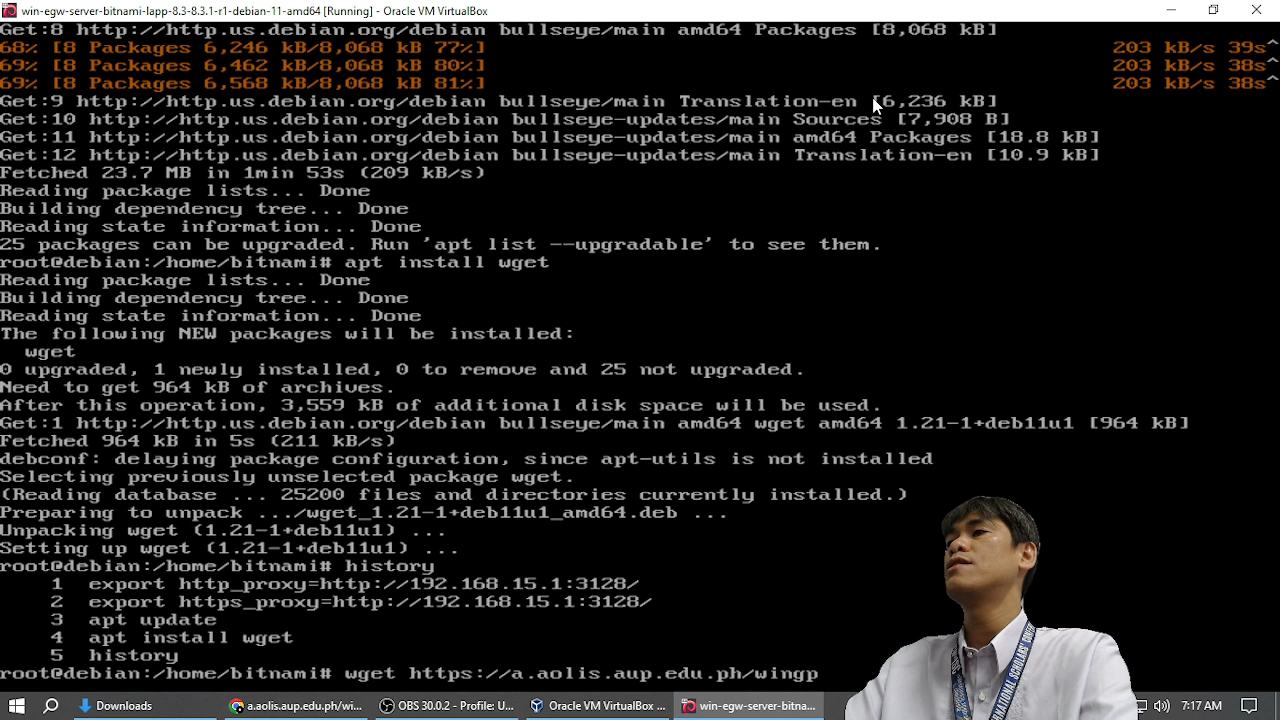 win-egw-server-bitnami-lapp-8.3-8.3.1-r1-debian-11-amd64 [Running] - Oracle VM VirtualBox
Get:8 http://http.us.debian.org/debian bullseye/main amd64 Packages [8,068 kB]
68% [8 Packages 6,246 kB/8,068 kB 77%] 203 kB/s 39s^
69% [8 Packages 6,462 kB/8,068 kB 80%] 203 kB/s 38s^
69% [8 Packages 6,568 kB/8,068 kB 81%] 203 kB/s 38s^
Get:9 http://http.us.debian.org/debian bullseye/main Translation-en [6,236 kB]
Get:10 http://http.us.debian.org/debian bullseye-updates/main Sources [7,908 B]
Get:11 http://http.us.debian.org/debian bullseye-updates/main amd64 Packages [18.8 kB]
Get:12 http://http.us.debian.org/debian bullseye-updates/main Translation-en [10.9 kB]
Fetched 23.7 MB in 1min 53s (209 kB/s)
Reading package lists... Done
Building dependency tree... Done
Reading state information... Done
25 packages can be upgraded. Run 'apt list --upgradable' to see them.
root@debian:/home/bitnami# apt install wget
Reading package lists... Done
Building dependency tree... Done
Reading state information... Done
The following NEW packages will be installed:
wget
0 upgraded, 1 newly installed, 0 to remove and 25 not upgraded.
Need to get 964 kB of archives.
After this operation, 3,559 kB of additional disk space will be used.
Get:1 http://http.us.debian.org/debian bullseye/main amd64 wget amd64 1.21-1+deb11u1 [964 kB]
Fetched 964 kB in 5s (211 kB/s)
debconf: delaying package configuration, since apt-utils is not installed
Selecting previously unselected package wget.
(Reading database ... 25200 files and directories currently installed.)
Preparing to unpack .../wget_1.21-1+deb11u1_amd64.deb ...
Unpacking wget (1.21-1+deb11u1) ...
Setting up wget (1.21-1+deb11u1) ...
root@debian:/home/bitnami# history
1 export http_proxy=http://192.168.15.1:3128/
2 export https_proxy=http://192.168.15.1:3128/
3 apt update
4 apt install wget
5 history
root@debian:/home/bitnami# wget https://a.aolis.aup.edu.ph/wingp
Downloads a.aolis.aup.edu.ph/wi... OBS 30.0.2 - Profile: U... Oracle VM VirtualBox ... win-egw-server-bitna... 7:17 AM